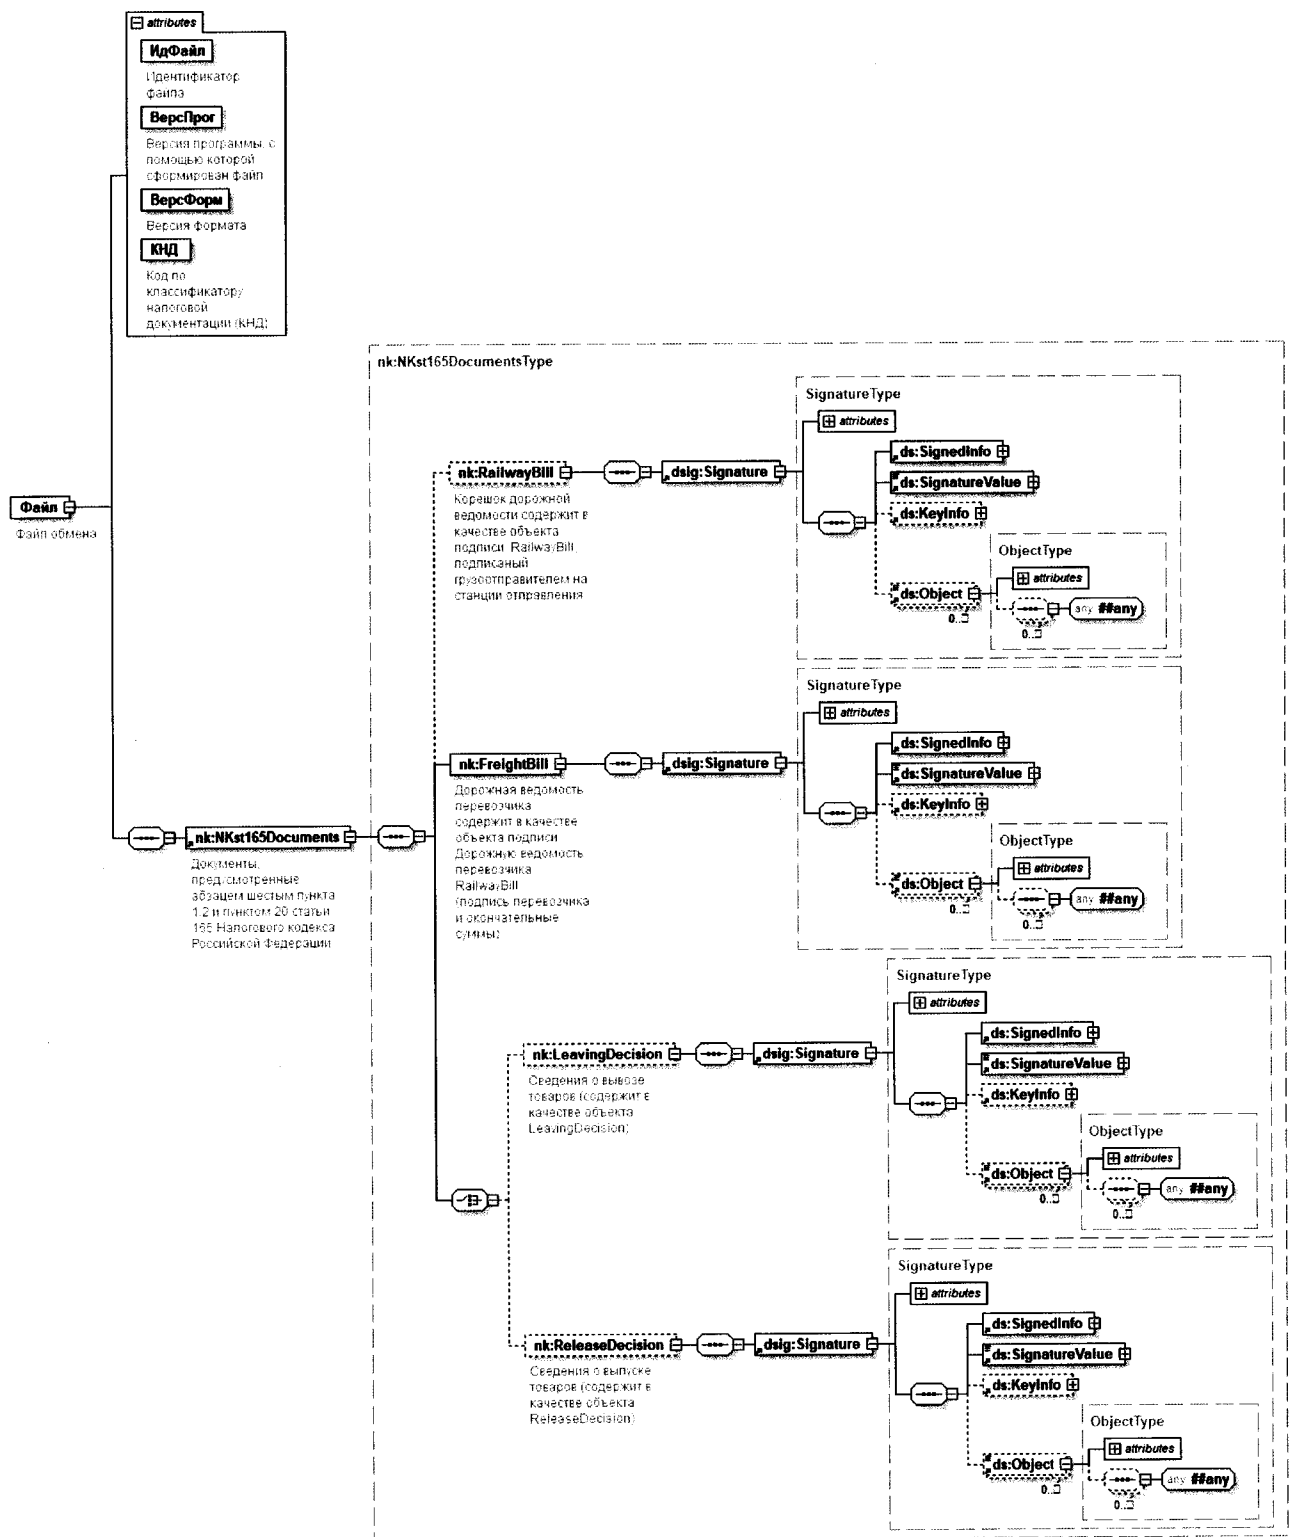 attributes
ИдФайл
Идентификатор
файла
ВерсПрог
Версия программы, с
помощью которой
сформирован файл
ВерсФорм
Версия формата
КНД
Код по
классификатору
налоговой
документации (КНД)
Файл
Файл обмена
nk:NKst165Documents
Документы,
предусмотренные
абзацем шестым пункта
1.2 и пунктом 20 статьи
165 Налогового кодекса
Российской Федерации
nk:NKst165DocumentsType
nk:RailwayBill
Корешок дорожной
ведомости содержит в
качестве объекта
подписи RailwayBill,
подписаный
грузоотправителем на
станции отправления
dsig:Signature
SignatureType
attributes
ds:SignedInfo
ds:SignatureValue
ds:KeyInfo
ds:Object
0..
ObjectType
attributes
any ##any
0..
nk:FreightBill
Дорожная ведомость
перевозчика
содержит в качестве
объекта подписи
Дорожную ведомость
перевозчика
RailwayBill
(подпись перевозчика
и окончательные
суммы)
dsig:Signature
SignatureType
attributes
ds:SignedInfo
ds:SignatureValue
ds:KeyInfo
ds:Object
0..
ObjectType
attributes
any ##any
0..
nk:LeavingDecision
Сведения о вывозе
товаров (содержит в
качестве объекта
LeavingDecision)
dsig:Signature
SignatureType
attributes
ds:SignedInfo
ds:SignatureValue
ds:KeyInfo
ds:Object
0..
ObjectType
attributes
any ##any
0..
nk:ReleaseDecision
Сведения о выпуске
товаров (содержит в
качестве объекта
ReleaseDecision)
dsig:Signature
SignatureType
attributes
ds:SignedInfo
ds:SignatureValue
ds:KeyInfo
ds:Object
0..
ObjectType
attributes
any ##any
0..